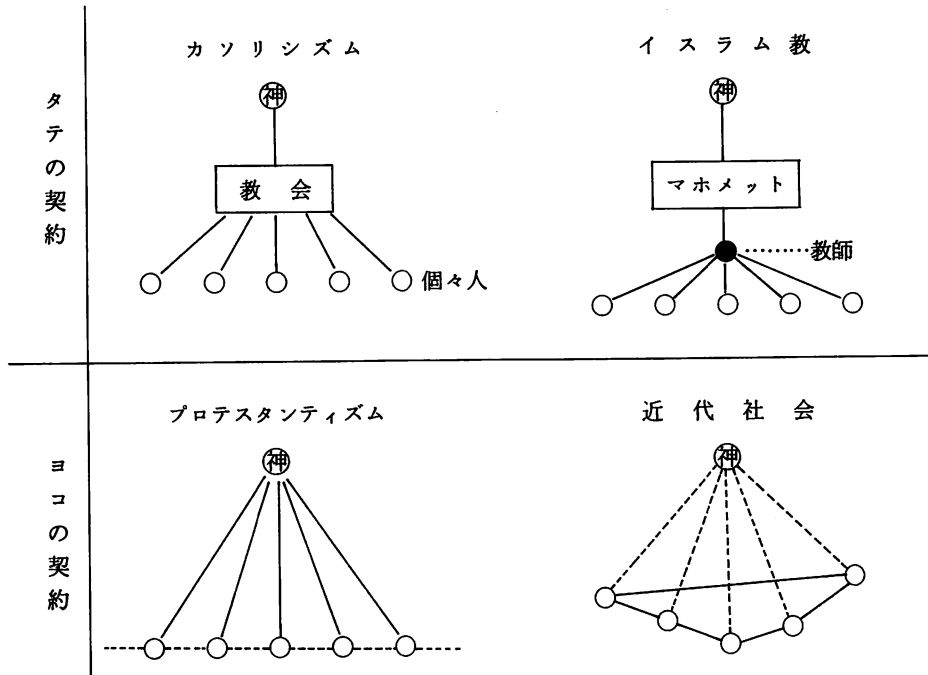 タテの契約
カソリシズム
神
教会
個々人
イスラム教
神
マホメット
教師
ヨコの契約
プロテスタンティズム
神
近代社会
神